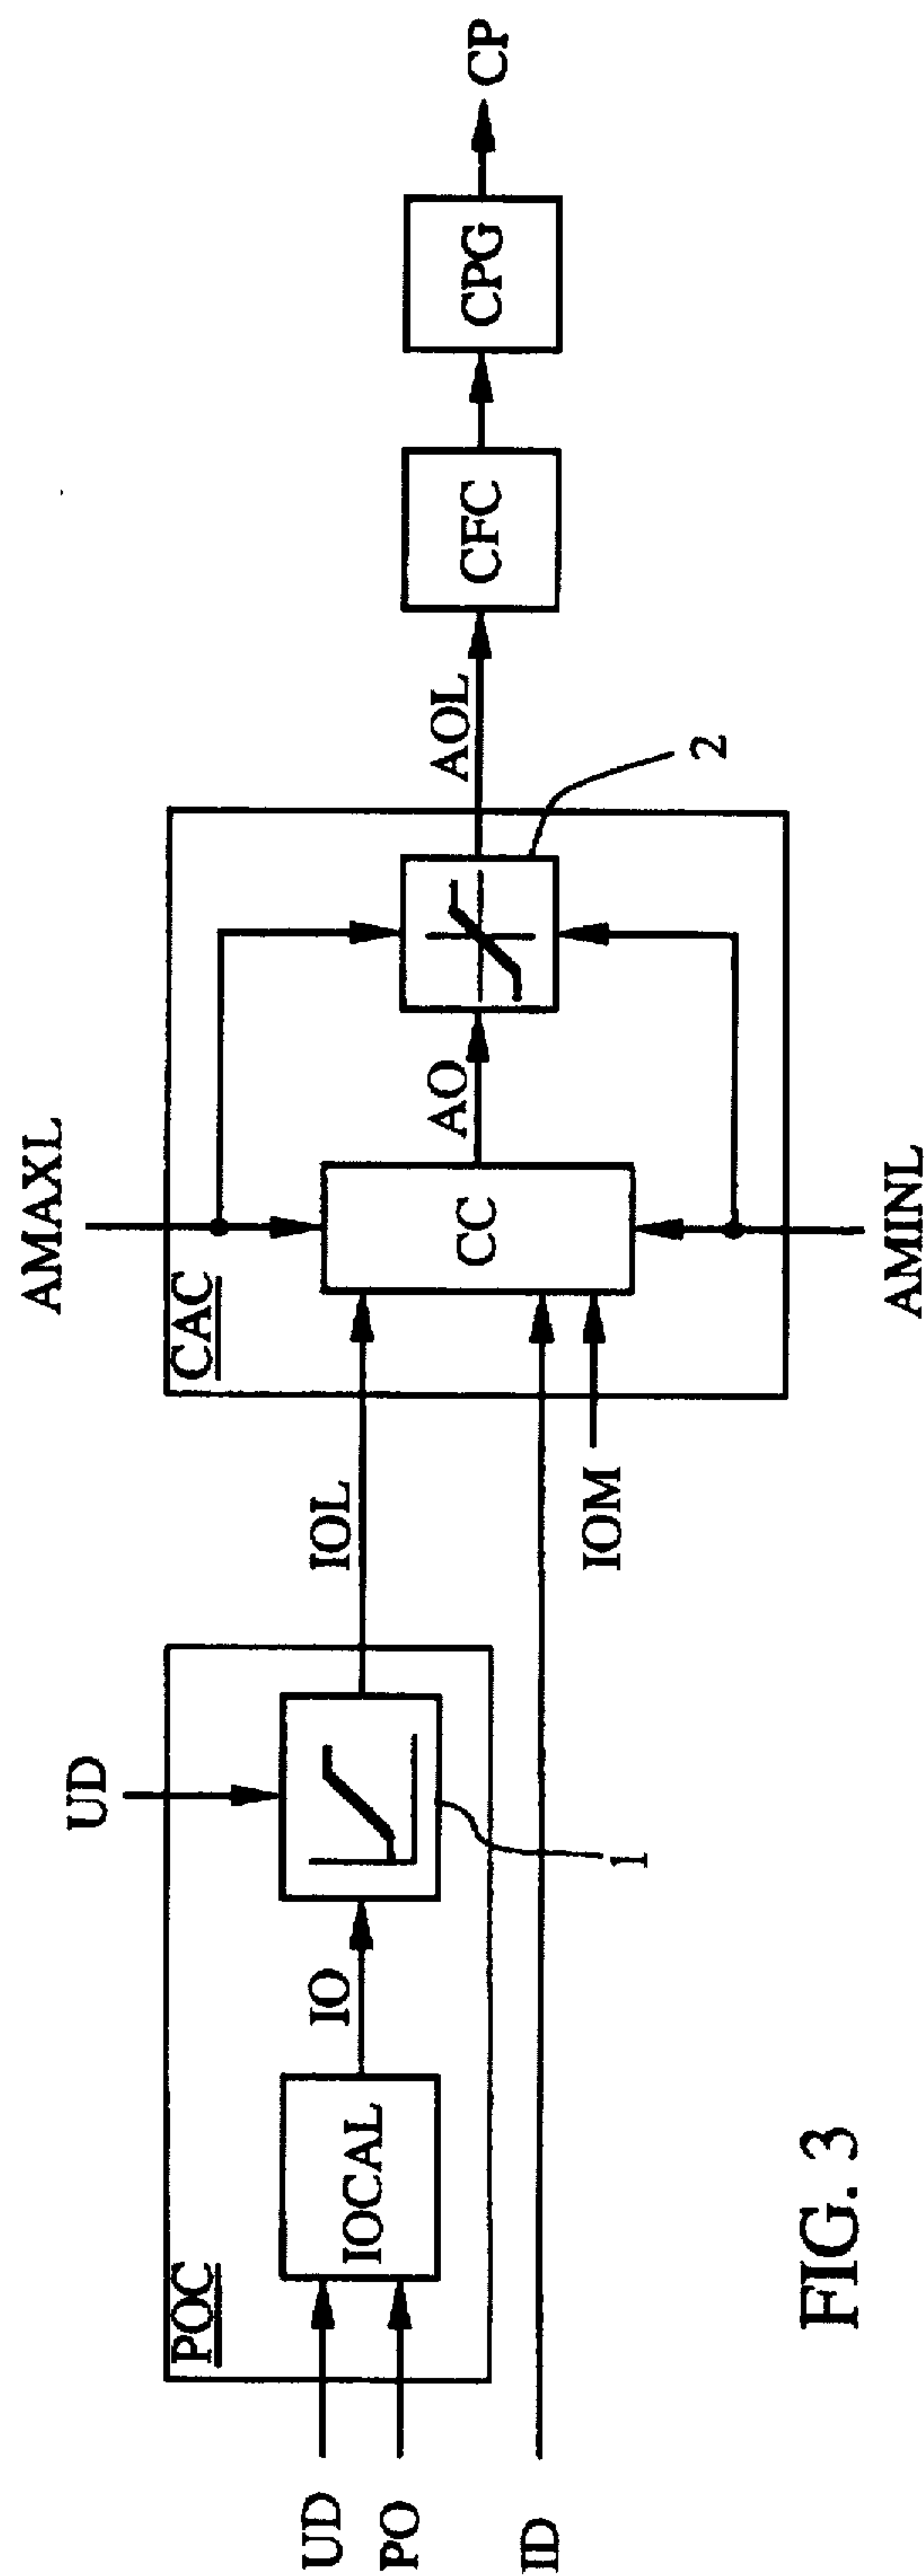 UD
PO
ID
POC
IOCAL
IO
UD
1
IOL
IOM
CAC
AMAXL
AMINL
CC
AO
2
AOL
CFC
CPG
CP
FIG. 3